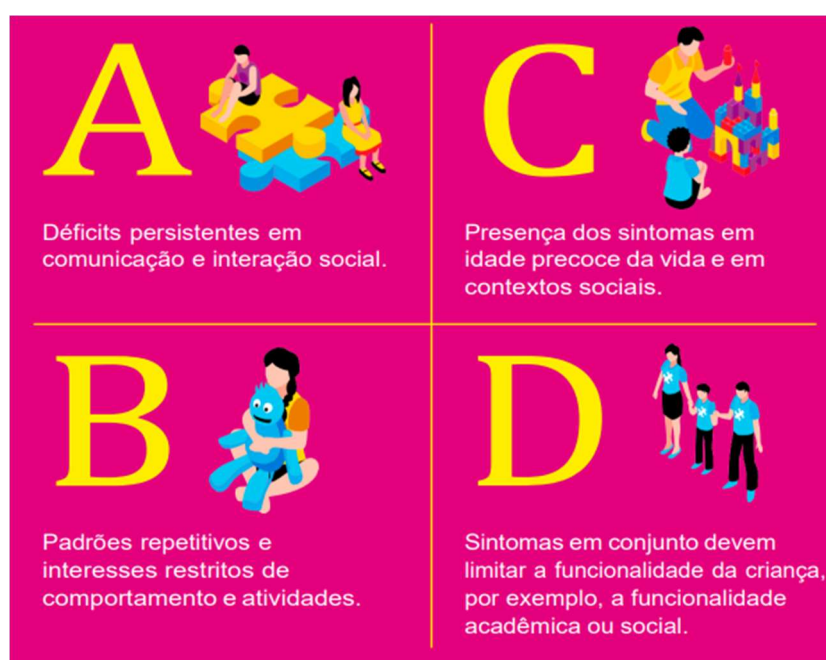 A
Déficits persistentes em
comunicação e interação social.
B
Padrões repetitivos e
interesses restritos de
comportamento e atividades.
C
Presença dos sintomas em
idade precoce da vida e em
contextos sociais.
D
Sintomas em conjunto devem
limitar a funcionalidade da criança,
por exemplo, a funcionalidade
acadêmica ou social.